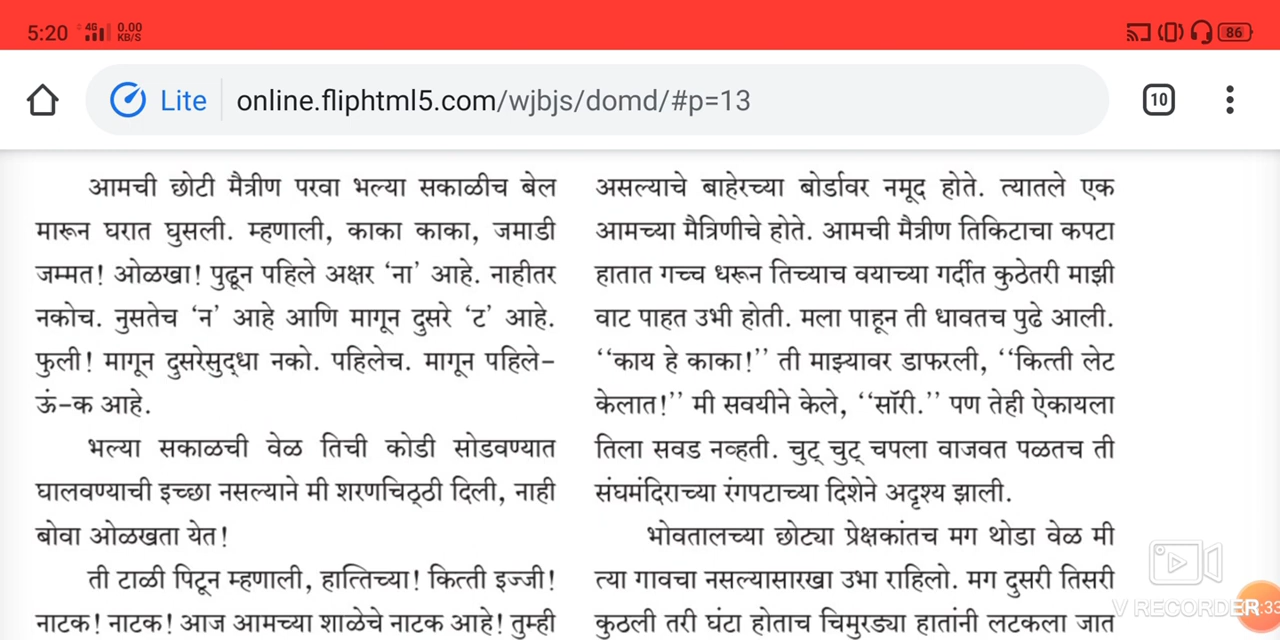 5:20 4G 0.00 KB/S 86
Lite online.fliphtml5.com/wjbjs/domd/#p=13 10
आमची छोटी मैत्रीण परवा भल्या सकाळीच बेल
मारून घरात घुसली. म्हणाली, काका काका, जमाडी
जम्मत! ओळखा! पुढून पहिले अक्षर ‘ना’ आहे. नाहीतर
नकोच. नुसतेच ‘न’ आहे आणि मागून दुसरे ‘ट’ आहे.
फुली! मागून दुसरेसुद्धा नको. पहिलेच. मागून पहिले-
ऊं-क आहे.
भल्या सकाळची वेळ तिची कोडी सोडवण्यात
घालवण्याची इच्छा नसल्याने मी शरणचिठ्ठी दिली, नाही
बोवा ओळखता येत!
ती टाळी पिटून म्हणाली, हात्तिच्या! कित्ती इज्जी!
नाटक! नाटक! आज आमच्या शाळेचे नाटक आहे! तुम्ही
असल्याचे बाहेरच्या बोर्डावर नमूद होते. त्यातले एक
आमच्या मैत्रिणीचे होते. आमची मैत्रीण तिकिटाचा कपटा
हातात गच्च धरून तिच्याच वयाच्या गर्दीत कुठेतरी माझी
वाट पाहत उभी होती. मला पाहून ती धावतच पुढे आली.
‘‘काय हे काका!’’ ती माझ्यावर डाफरली, ‘‘कित्ती लेट
केलात!’’ मी सवयीने केले, ‘‘सॉरी.’’ पण तेही ऐकायला
तिला सवड नव्हती. चुट् चुट् चपला वाजवत पळतच ती
संघमंदिराच्या रंगपटाच्या दिशेने अदृश्य झाली.
भोवतालच्या छोट्या प्रेक्षकांतच मग थोडा वेळ मी
त्या गावचा नसल्यासारखा उभा राहिलो. मग दुसरी तिसरी
कुठली तरी घंटा होताच चिमुरड्या हातांनी लटकला जात
V RECORDER
:33